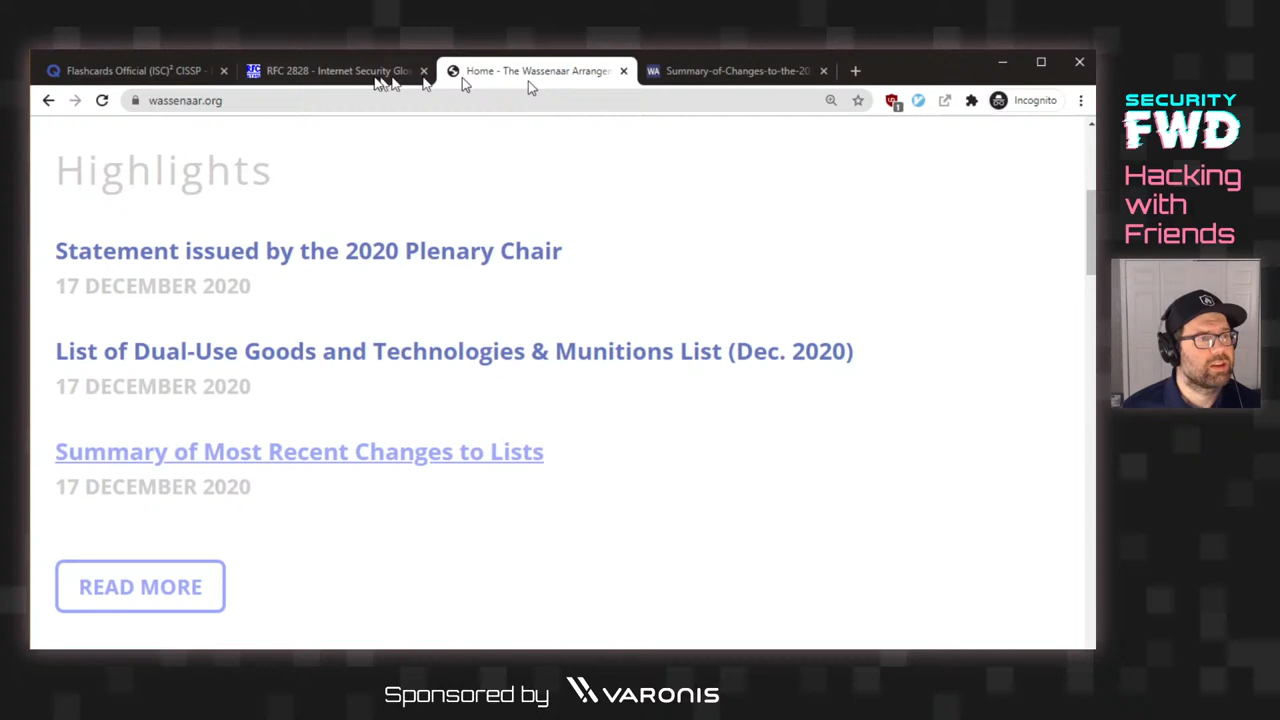 Flashcards Official (ISC)² CISSP -
RFC 2828 - Internet Security Glo
Home - The Wassenaar Arrangem
WA Summary-of-Changes-to-the-20
wassenaar.org
1
Incognito
Highlights
Statement issued by the 2020 Plenary Chair
17 DECEMBER 2020
List of Dual-Use Goods and Technologies & Munitions List (Dec. 2020)
17 DECEMBER 2020
Summary of Most Recent Changes to Lists
17 DECEMBER 2020
READ MORE
SECURITY
FWD
Hacking
with
Friends
Sponsored by VARONIS